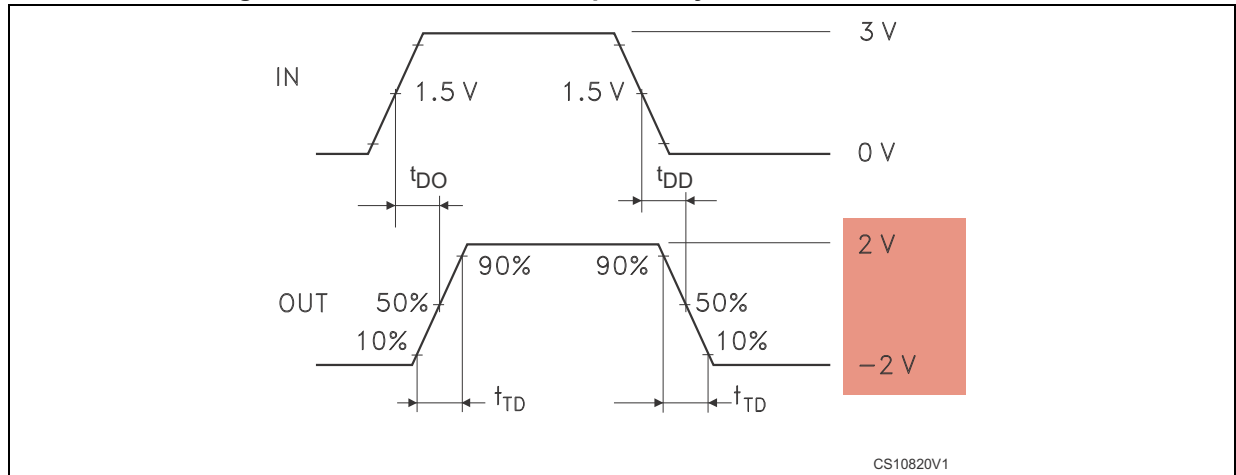 3 V
IN
1.5 V
1.5 V
0 V
tDO
tDD
2 V
90%
90%
OUT
50%
50%
10%
10%
−2 V
tTD
tTD
CS10820V1